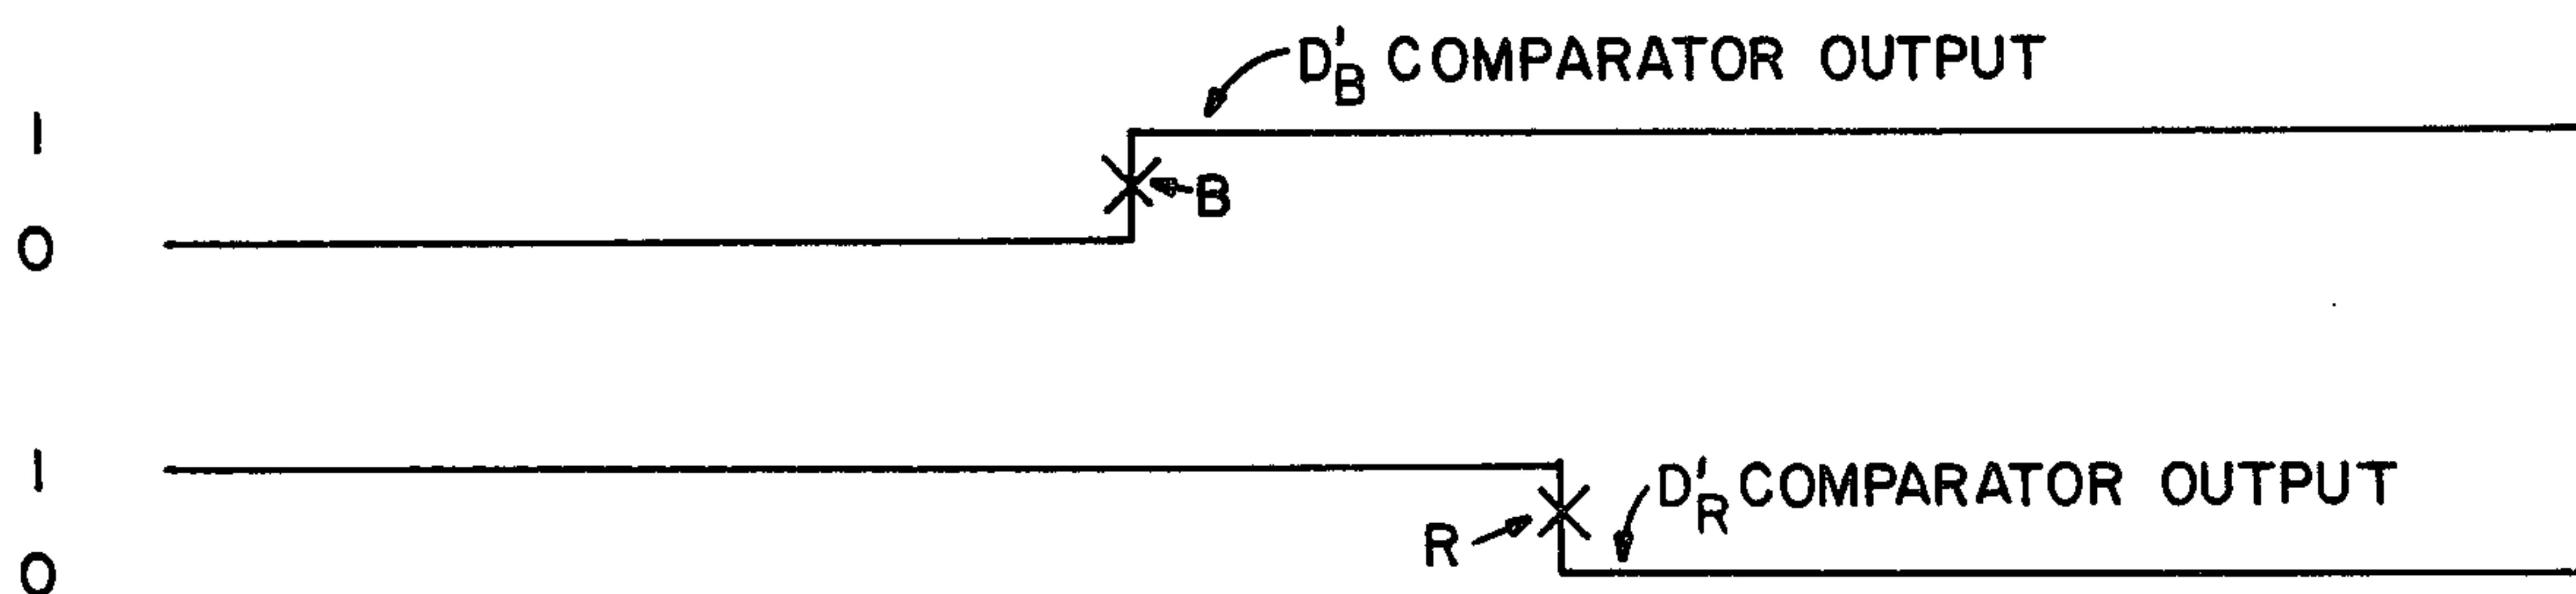 D'B COMPARATOR OUTPUT
1
B
0
1
D'R COMPARATOR OUTPUT
R
0